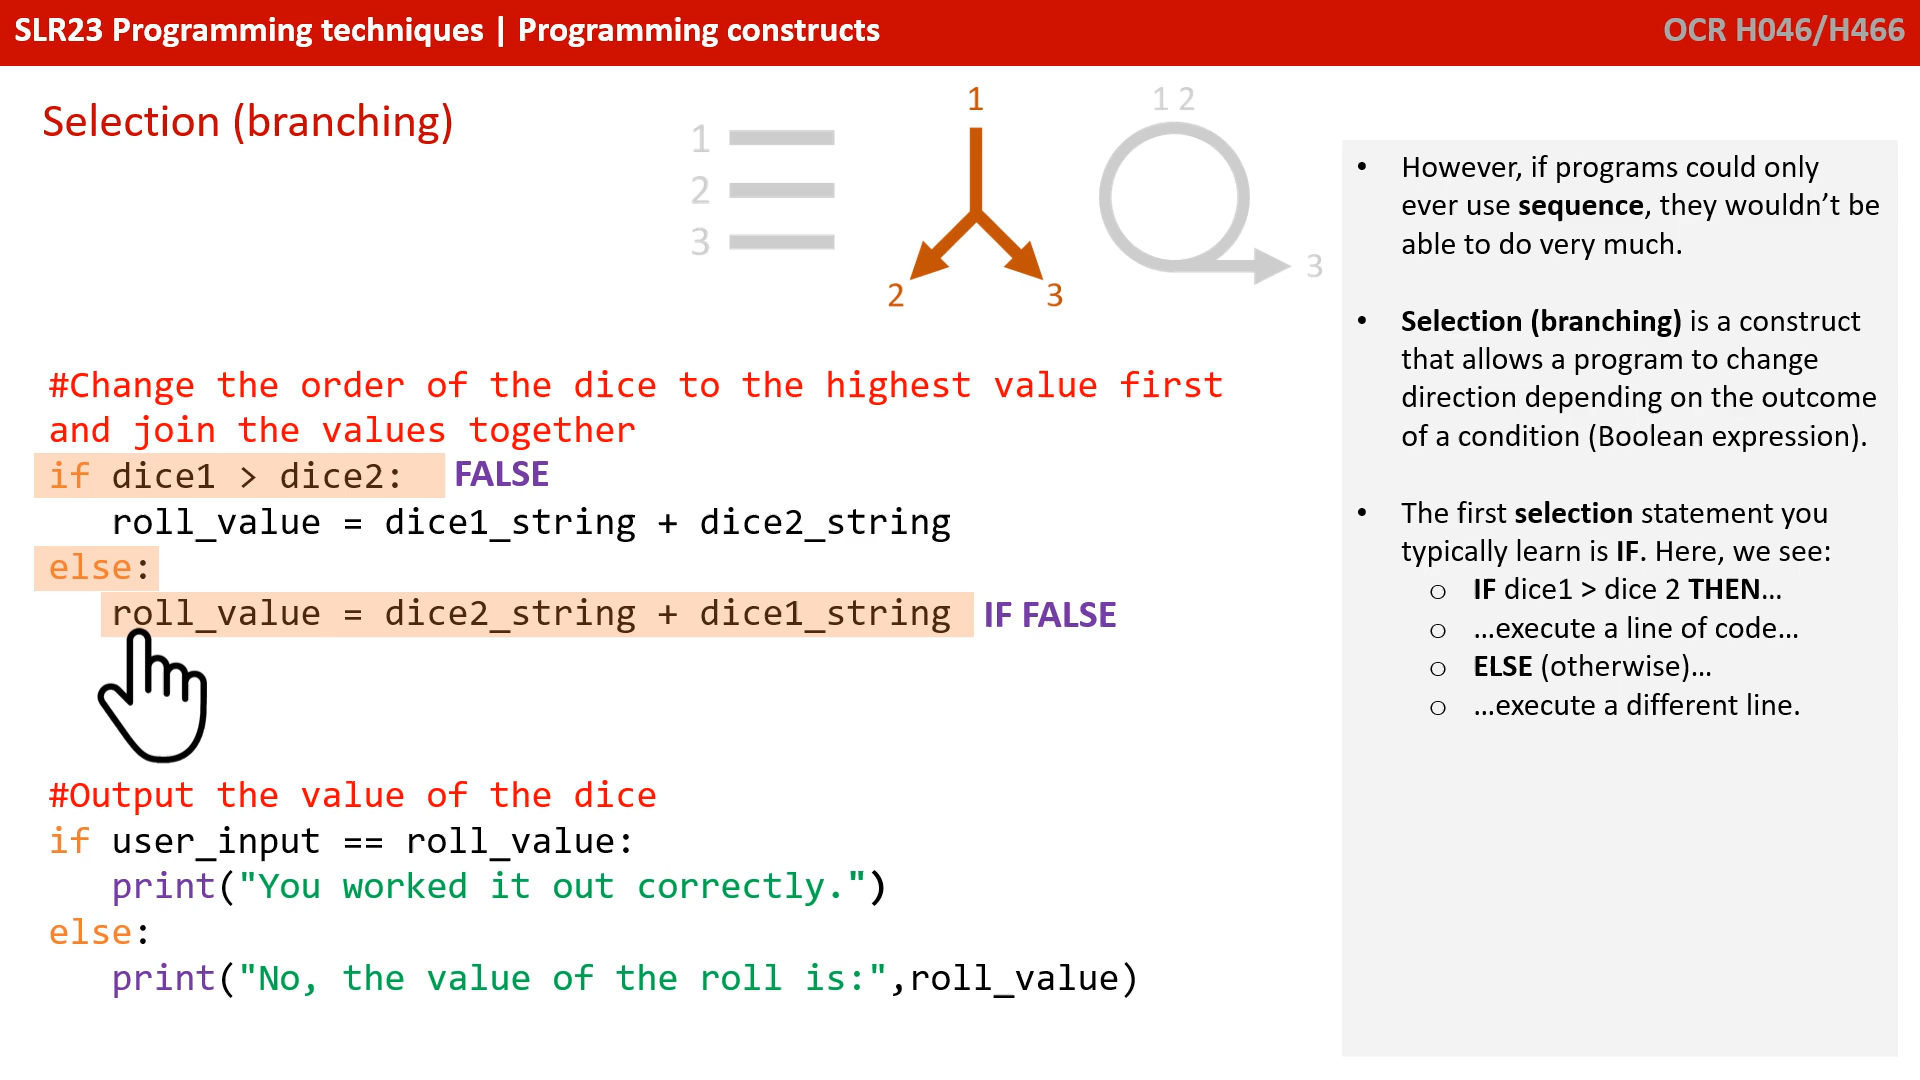 SLR23 Programming techniques | Programming constructs
OCR H046/H466
Selection (branching)
1
2
3
1
2
3
1 2
3
#Change the order of the dice to the highest value first
and join the values together
if dice1 > dice2: FALSE
roll_value = dice1_string + dice2_string
else:
roll_value = dice2_string + dice1_string IF FALSE
#Output the value of the dice
if user_input == roll_value:
print("You worked it out correctly.")
else:
print("No, the value of the roll is:",roll_value)
• However, if programs could only
ever use sequence, they wouldn’t be
able to do very much.
• Selection (branching) is a construct
that allows a program to change
direction depending on the outcome
of a condition (Boolean expression).
• The first selection statement you
typically learn is IF. Here, we see:
o IF dice1 > dice 2 THEN…
o …execute a line of code…
o ELSE (otherwise)…
o …execute a different line.